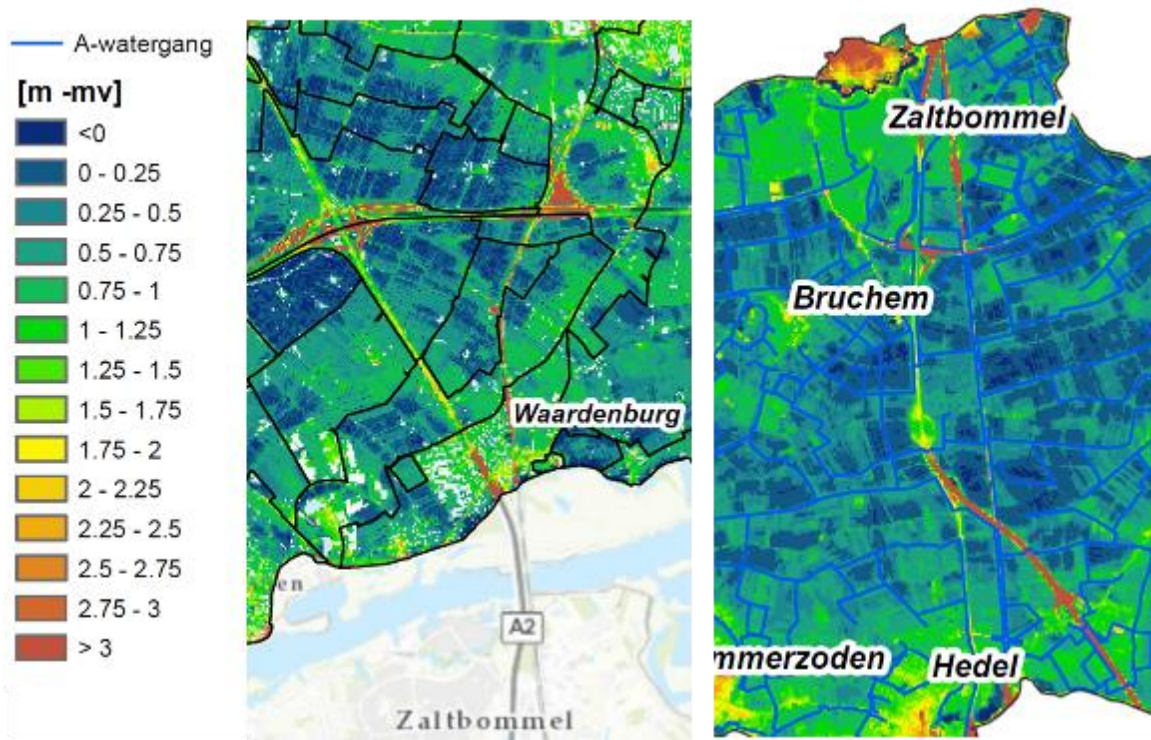 A-watergang
[m -mv]
<0
0 - 0.25
0.25 - 0.5
0.5 - 0.75
0.75 - 1
1 - 1.25
1.25 - 1.5
1.5 - 1.75
1.75 - 2
2 - 2.25
2.25 - 2.5
2.5 - 2.75
2.75 - 3
> 3
Waardenburg
en
A2
Zaltbommel
Zaltbommel
Bruchem
mmerzoden
Hedel